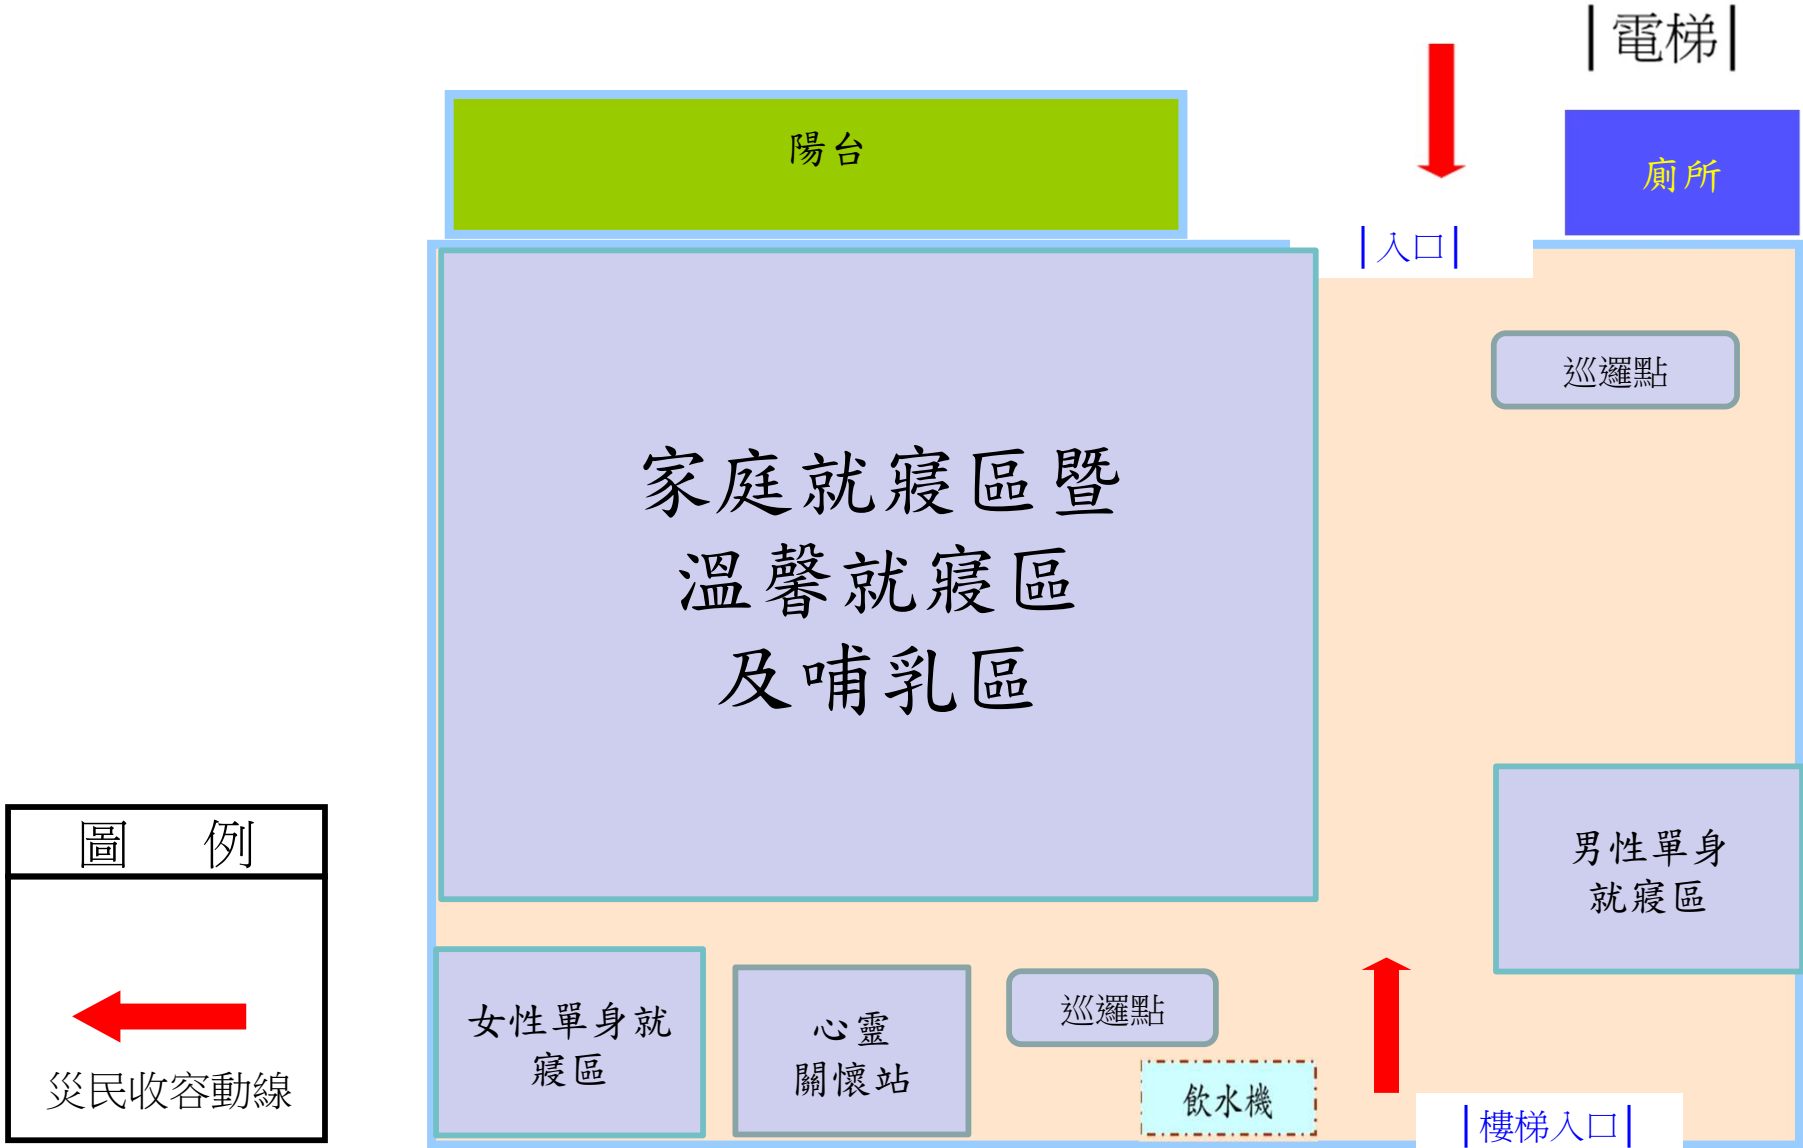 電梯
陽台
廁所
入口
巡邏點
家庭就寢區暨
溫馨就寢區
及哺乳區
圖 例
災民收容動線
男性單身
就寢區
女性單身就
寢區
心靈
關懷站
巡邏點
飲水機
樓梯入口